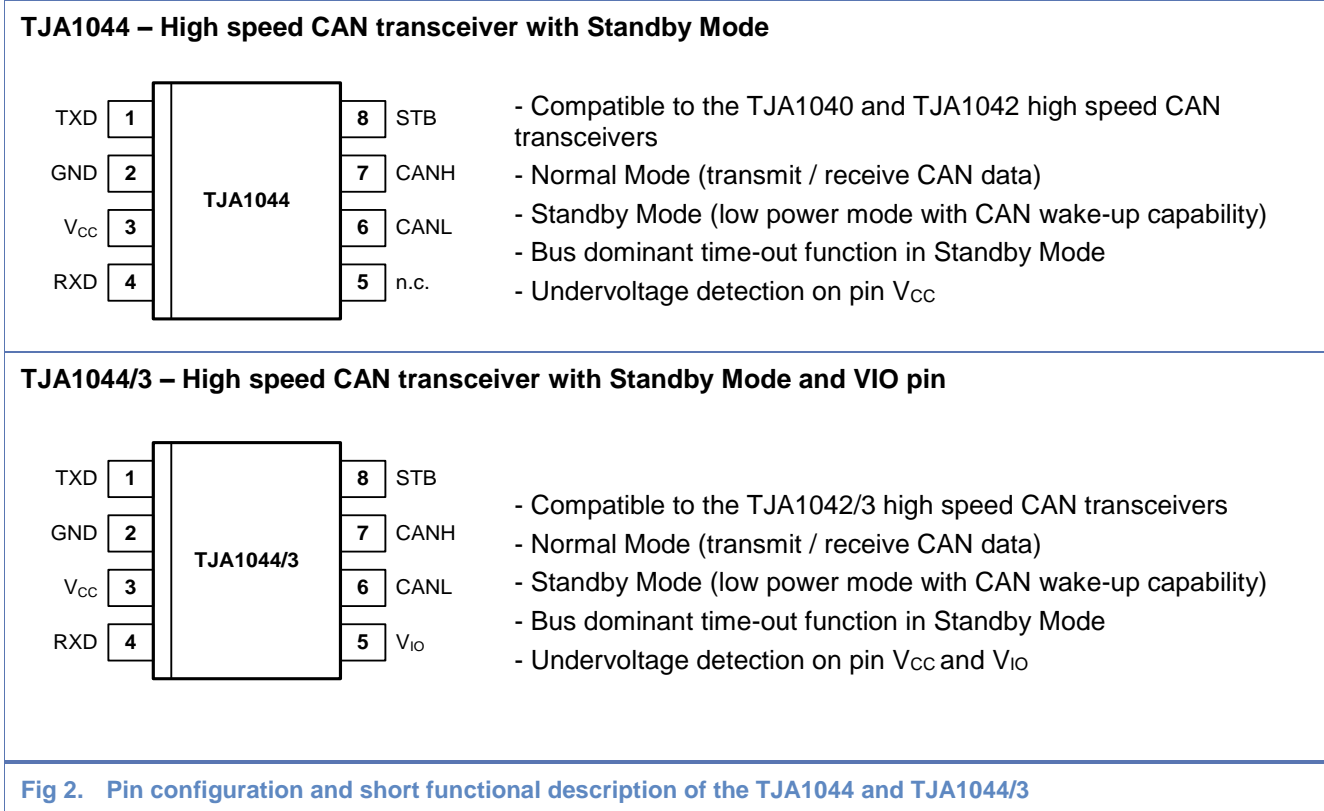 TJA1044 – High speed CAN transceiver with Standby Mode
TXD 1
GND 2
VCC 3
RXD 4
TJA1044
8 STB
7 CANH
6 CANL
5 n.c.
- Compatible to the TJA1040 and TJA1042 high speed CAN
transceivers
- Normal Mode (transmit / receive CAN data)
- Standby Mode (low power mode with CAN wake-up capability)
- Bus dominant time-out function in Standby Mode
- Undervoltage detection on pin VCC
TJA1044/3 – High speed CAN transceiver with Standby Mode and VIO pin
TXD 1
GND 2
VCC 3
RXD 4
TJA1044/3
8 STB
7 CANH
6 CANL
5 VIO
- Compatible to the TJA1042/3 high speed CAN transceivers
- Normal Mode (transmit / receive CAN data)
- Standby Mode (low power mode with CAN wake-up capability)
- Bus dominant time-out function in Standby Mode
- Undervoltage detection on pin VCC and VIO
Fig 2. Pin configuration and short functional description of the TJA1044 and TJA1044/3